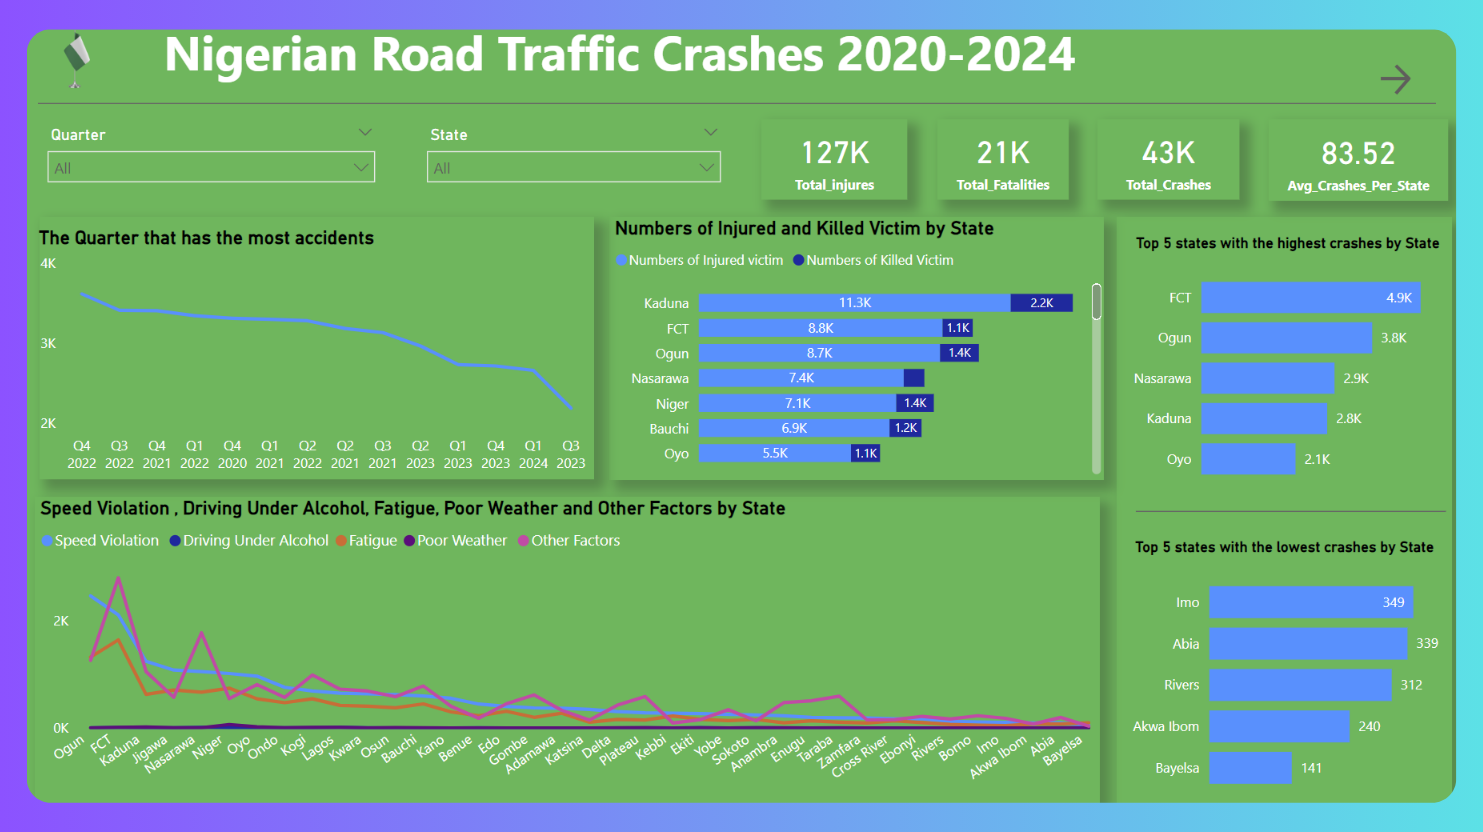 Nigerian Road Traffic Crashes 2020-2024
Quarter
All
State
All
127K
Total_injures
21K
Total_Fatalities
43K
Total_Crashes
83.52
Avg_Crashes_Per_State
The Quarter that has the most accidents
4K
3K
2K
Q4 Q3 Q4 Q1 Q4 Q1 Q2 Q2 Q3 Q2 Q1 Q4 Q1 Q3
2022 2022 2021 2022 2020 2021 2022 2021 2021 2023 2023 2023 2024 2023
Numbers of Injured and Killed Victim by State
Numbers of Injured victim Numbers of Killed Victim
Kaduna 11.3K 2.2K
FCT 8.8K 1.1K
Ogun 8.7K 1.4K
Nasarawa 7.4K
Niger 7.1K 1.4K
Bauchi 6.9K 1.2K
Oyo 5.5K 1.1K
Top 5 states with the highest crashes by State
FCT 4.9K
Ogun 3.8K
Nasarawa 2.9K
Kaduna 2.8K
Oyo 2.1K
Speed Violation , Driving Under Alcohol, Fatigue, Poor Weather and Other Factors by State
Speed Violation Driving Under Alcohol Fatigue Poor Weather Other Factors
2K
0K
Ogun FCT Kaduna Jigawa Nasarawa Niger Oyo Ondo Kogi Lagos Kwara Osun Bauchi Kano Benue Edo Gombe Adamawa Katsina Delta Plateau Kebbi Ekiti Yobe Sokoto Anambra Enugu Taraba Zamfara Cross River Ebonyi Rivers Borno Imo Akwa Ibom Abia Bayelsa
Top 5 states with the lowest crashes by State
Imo 349
Abia 339
Rivers 312
Akwa Ibom 240
Bayelsa 141